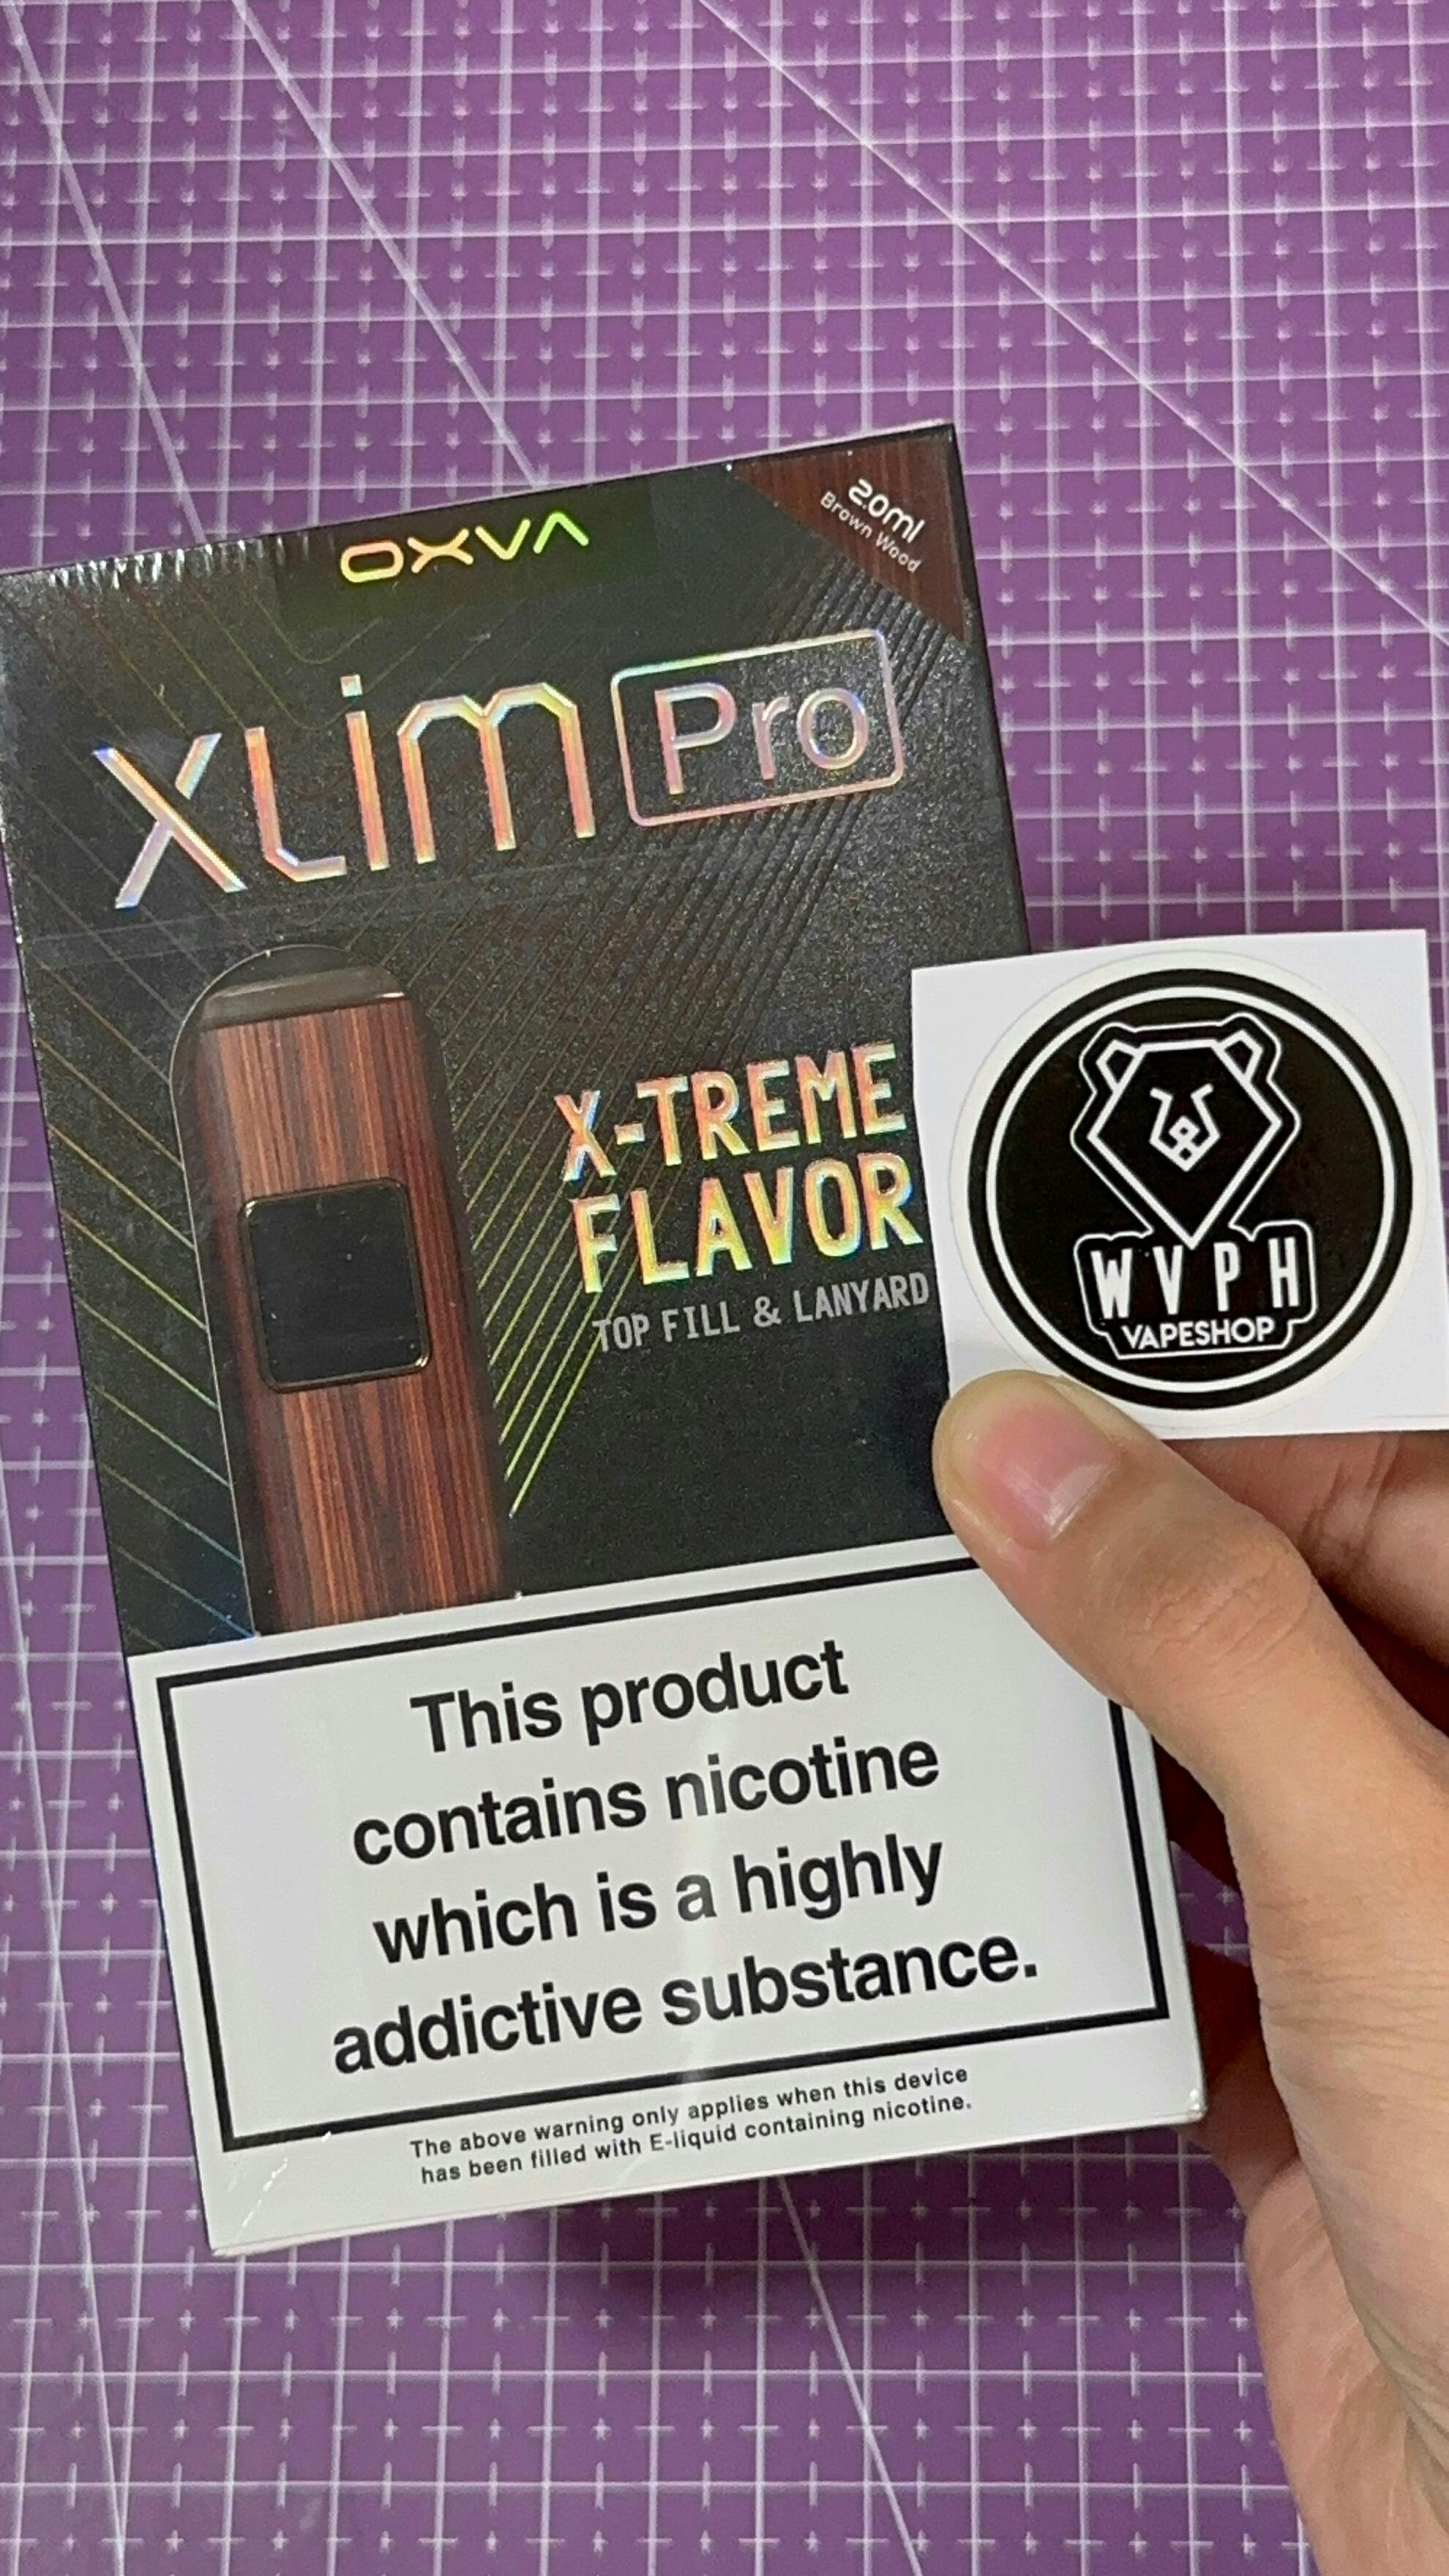 OXVA
2.0ml
Brown Wood
XLIM Pro
X-TREME
FLAVOR
TOP FILL & LANYARD
WVPH
VAPESHOP
This product
contains nicotine
which is a highly
addictive substance.
The above warning only applies when this device
has been filled with E-liquid containing nicotine.